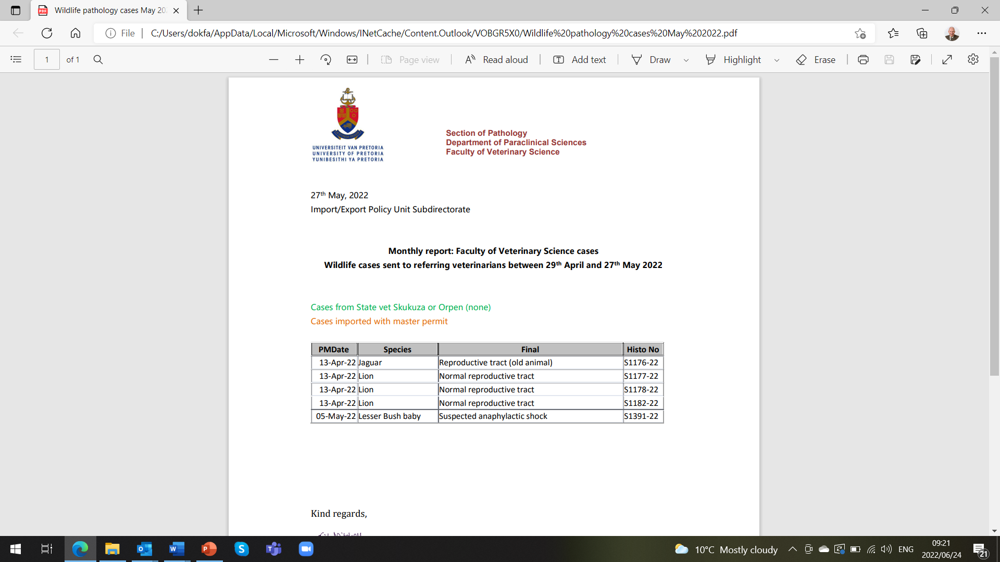 Wildlife pathology cases May 20
File
C:/Users/dokfa/AppData/Local/Microsoft/Windows/INetCache/Content.Outlook/VOBGR5X0/Wildlife%20pathology%20cases%20May%202022.pdf
1 of 1
Page view
Read aloud
Add text
Draw
Highlight
Erase
UNIVERSITEIT VAN PRETORIA
UNIVERSITY OF PRETORIA
YUNIBESITHI YA PRETORIA
Section of Pathology
Department of Paraclinical Sciences
Faculty of Veterinary Science
27th May, 2022
Import/Export Policy Unit Subdirectorate
Monthly report: Faculty of Veterinary Science cases
Wildlife cases sent to referring veterinarians between 29th April and 27th May 2022
Cases from State vet Skukuza or Orpen (none)
Cases imported with master permit
PMDate Species Final Histo No
13-Apr-22 Jaguar Reproductive tract (old animal) S1176-22
13-Apr-22 Lion Normal reproductive tract S1177-22
13-Apr-22 Lion Normal reproductive tract S1178-22
13-Apr-22 Lion Normal reproductive tract S1182-22
05-May-22 Lesser Bush baby Suspected anaphylactic shock S1391-22
Kind regards,
10°C Mostly cloudy
ENG
09:21
2022/06/24
21